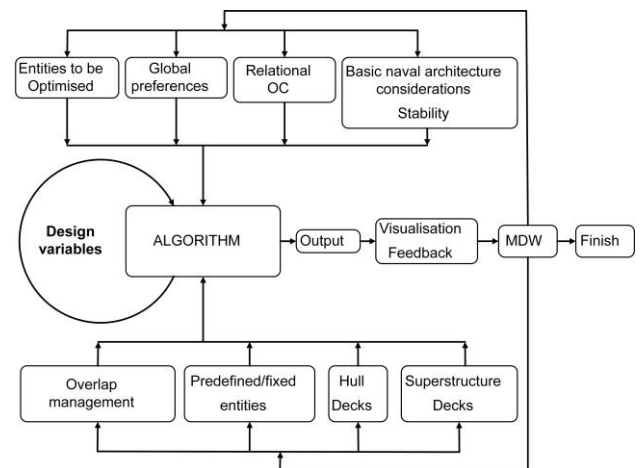 Entities to be
Optimised
Global
preferences
Relational
OC
Basic naval architecture
considerations
Stability
Design
variables
ALGORITHM
Output
Visualisation
Feedback
MDW
Finish
Overlap
management
Predefined/fixed
entities
Hull
Decks
Superstructure
Decks